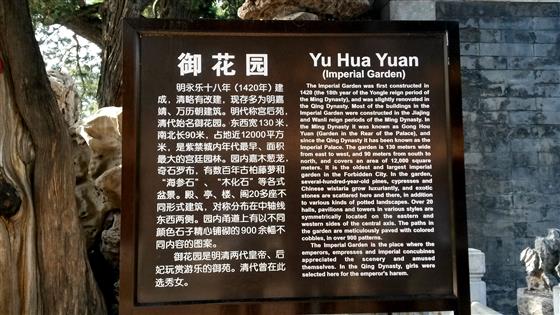 御花园
明永乐十八年（1420年）建
成，清略有改建，现存多为明嘉
靖、万历朝建筑。明代称宫后苑，
清代始名御花园。东西宽130米，
南北长90米，占地近12000平方
米，是紫禁城内年代最早、面积
最大的宫廷园林。园内嘉木葱茏，
奇石罗布，有数百年古柏藤萝和
“海参石”、“木化石”等各式
盆景。殿、亭、楼、阁20多座不
同形式建筑，对称分布在中轴线
东西两侧。园内甬道上有以不同
颜色石子精心铺砌的900余幅不
同内容的图案。
御花园是明清两代皇帝、后
妃玩赏游乐的御苑。清代曾在此
选秀女。
Yu Hua Yuan
(Imperial Garden)
The Imperial Garden was first constructed in
1420 (the 18th year of the Yongle reign period of
the Ming Dynasty), and was slightly renovated in
the Qing Dynasty. Most of the buildings in the
Imperial Garden were constructed in the Jiajing
and Wanli reign periods of the Ming Dynasty. In
the Ming Dynasty it was known as Gong Hou
Yuan (Garden in the Rear of the Palace), and
since the Qing Dynasty it has been known as the
Imperial Palace. The garden is 130 meters wide
from east to west, and 90 meters from south to
north, and covers an area of 12,000 square
meters. It is the oldest and largest imperial
garden in the Forbidden City. In the garden,
several-hundred-year-old pines, cypresses and
Chinese wistaria grow luxuriantly, and exotic
stones are scattered here and there, in addition
to various kinds of potted landscapes. Over 20
halls, pavilions and towers in various styles are
symmetrically located on the eastern and
western sides of the central axis. The paths in
the garden are meticulously paved with colored
cobbles, in over 900 patterns.
The Imperial Garden is the place where the
emperors, empresses and imperial concubines
appreciated the scenery and amused
themselves. In the Qing Dynasty, girls were
selected here for the emperor's harem.